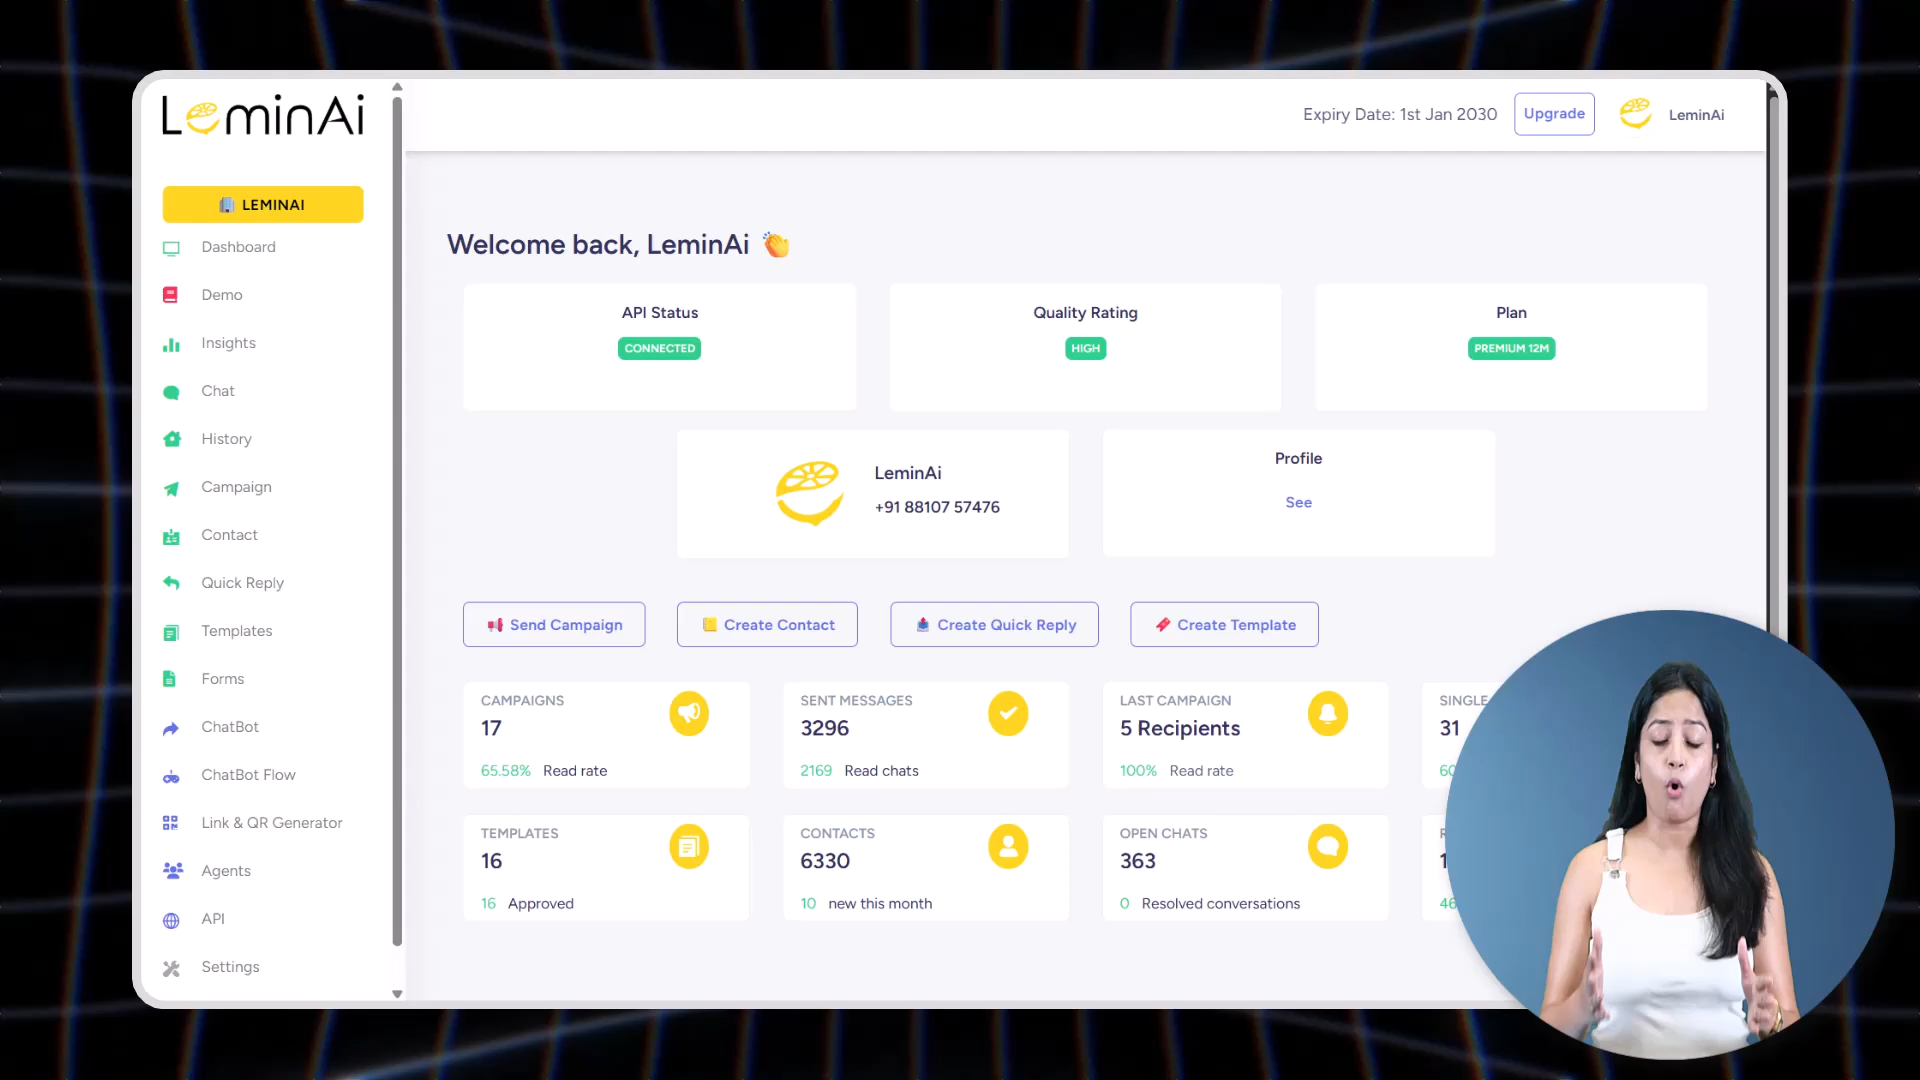 LeminAi
LEMINAI
Dashboard
Demo
Insights
Chat
History
Campaign
Contact
Quick Reply
Templates
Forms
ChatBot
ChatBot Flow
Link & QR Generator
Agents
API
Settings
Expiry Date: 1st Jan 2030
Upgrade
LeminAi
Welcome back, LeminAi
API Status
CONNECTED
Quality Rating
HIGH
Plan
PREMIUM 12M
LeminAi
+91 88107 57476
Profile
See
Send Campaign
Create Contact
Create Quick Reply
Create Template
CAMPAIGNS
17
65.58% Read rate
SENT MESSAGES
3296
2169 Read chats
LAST CAMPAIGN
5 Recipients
100% Read rate
SINGLE
31
TEMPLATES
16
16 Approved
CONTACTS
6330
10 new this month
OPEN CHATS
363
0 Resolved conversations